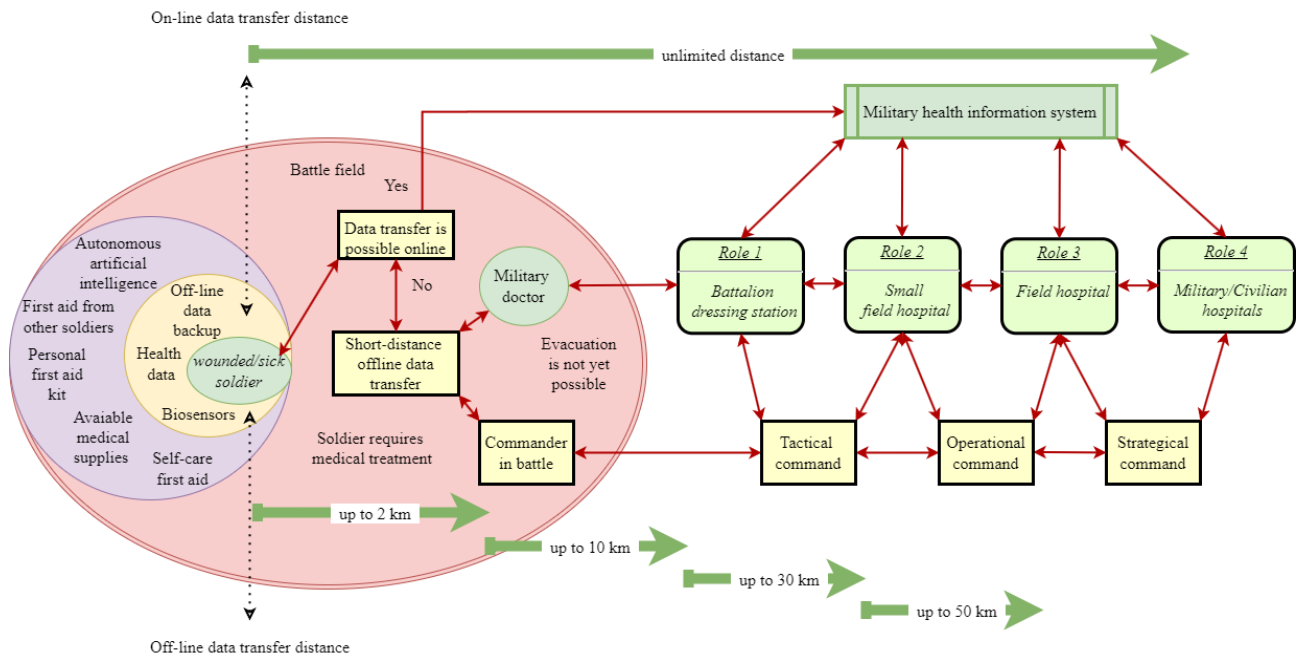 On-line data transfer distance
unlimited distance
Military health information system
Battle field
Yes
Data transfer is
possible online
No
Military
doctor
Short-distance
offline data
transfer
Evacuation
is not yet
possible
Commander
in battle
Soldier requires
medical treatment
Autonomous
artificial
intelligence
First aid from
other soldiers
Personal
first aid
kit
Avaiable
medical
supplies
Self-care
first aid
Off-line
data
backup
Health
data
wounded/sick
soldier
Biosensors
Role 1
Battalion
dressing station
Role 2
Small
field hospital
Role 3
Field hospital
Role 4
Military/Civilian
hospitals
Tactical
command
Operational
command
Strategical
command
up to 2 km
up to 10 km
up to 30 km
up to 50 km
Off-line data transfer distance